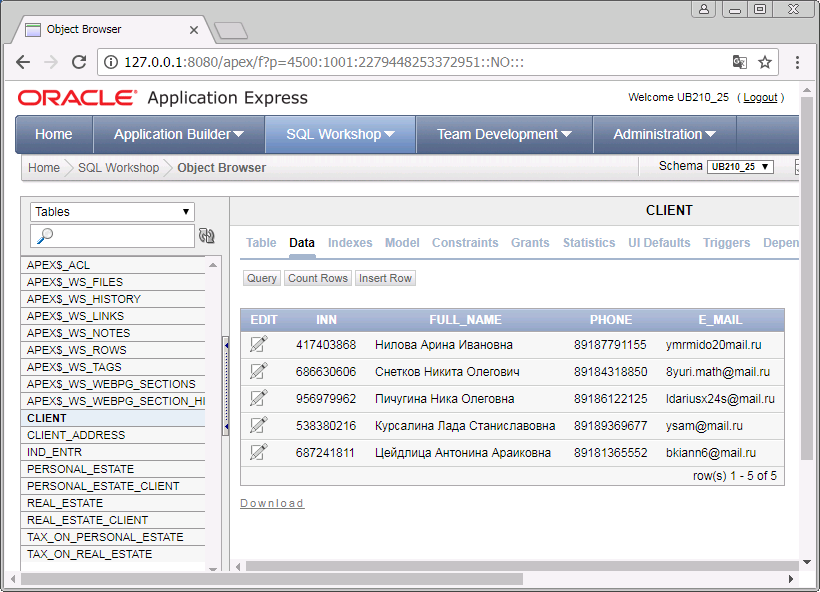 Object Browser
127.0.0.1:8080/apex/f?p=4500:1001:2279448253372951::NO:::
ORACLE Application Express
Welcome UB210_25 ( Logout )
Home Application Builder SQL Workshop Team Development Administration
Home SQL Workshop Object Browser Schema UB210_25
Tables
CLIENT
Table Data Indexes Model Constraints Grants Statistics UI Defaults Triggers Depen
Query Count Rows Insert Row
APEX$_ACL
APEX$_WS_FILES
APEX$_WS_HISTORY
APEX$_WS_LINKS
APEX$_WS_NOTES
APEX$_WS_ROWS
APEX$_WS_TAGS
APEX$_WS_WEBPG_SECTIONS
APEX$_WS_WEBPG_SECTION_HI
CLIENT
CLIENT_ADDRESS
IND_ENTR
PERSONAL_ESTATE
PERSONAL_ESTATE_CLIENT
REAL_ESTATE
REAL_ESTATE_CLIENT
TAX_ON_PERSONAL_ESTATE
TAX_ON_REAL_ESTATE
EDIT INN FULL_NAME PHONE E_MAIL
417403868 Нилова Арина Ивановна 89187791155 ymrmido20mail.ru
686630606 Снетков Никита Олегович 89184318850 8yuri.math@mail.ru
956979962 Пичугина Ника Олеговна 89186122125 ldariusx24s@mail.ru
538380216 Курсалина Лада Станиславовна 89189369677 ysam@mail.ru
687241811 Цейдлица Антонина Араиковна 89181365552 bkiann6@mail.ru
row(s) 1 - 5 of 5
Download